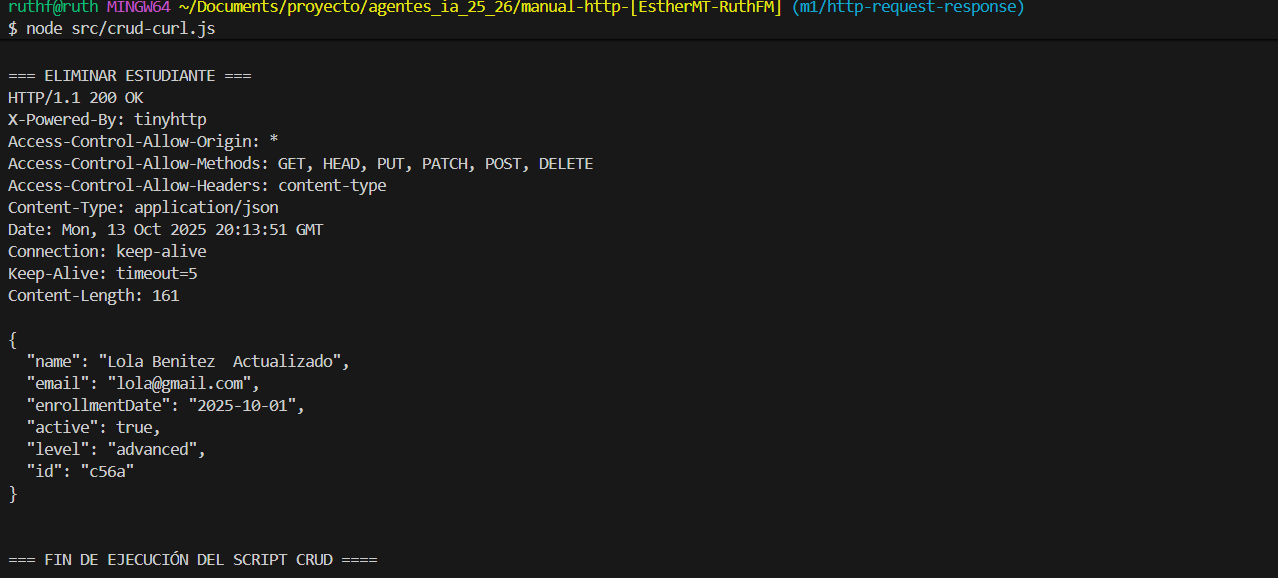 ruthf@ruth MINGW64 ~/Documents/proyecto/agentes_ia_25_26/manual-http-[EstherMT-RuthFM] (m1/http-request-response)
$ node src/crud-curl.js
=== ELIMINAR ESTUDIANTE ===
HTTP/1.1 200 OK
X-Powered-By: tinyhttp
Access-Control-Allow-Origin: *
Access-Control-Allow-Methods: GET, HEAD, PUT, PATCH, POST, DELETE
Access-Control-Allow-Headers: content-type
Content-Type: application/json
Date: Mon, 13 Oct 2025 20:13:51 GMT
Connection: keep-alive
Keep-Alive: timeout=5
Content-Length: 161
{
  "name": "Lola Benitez  Actualizado",
  "email": "lola@gmail.com",
  "enrollmentDate": "2025-10-01",
  "active": true,
  "level": "advanced",
  "id": "c56a"
}
=== FIN DE EJECUCIÓN DEL SCRIPT CRUD ====